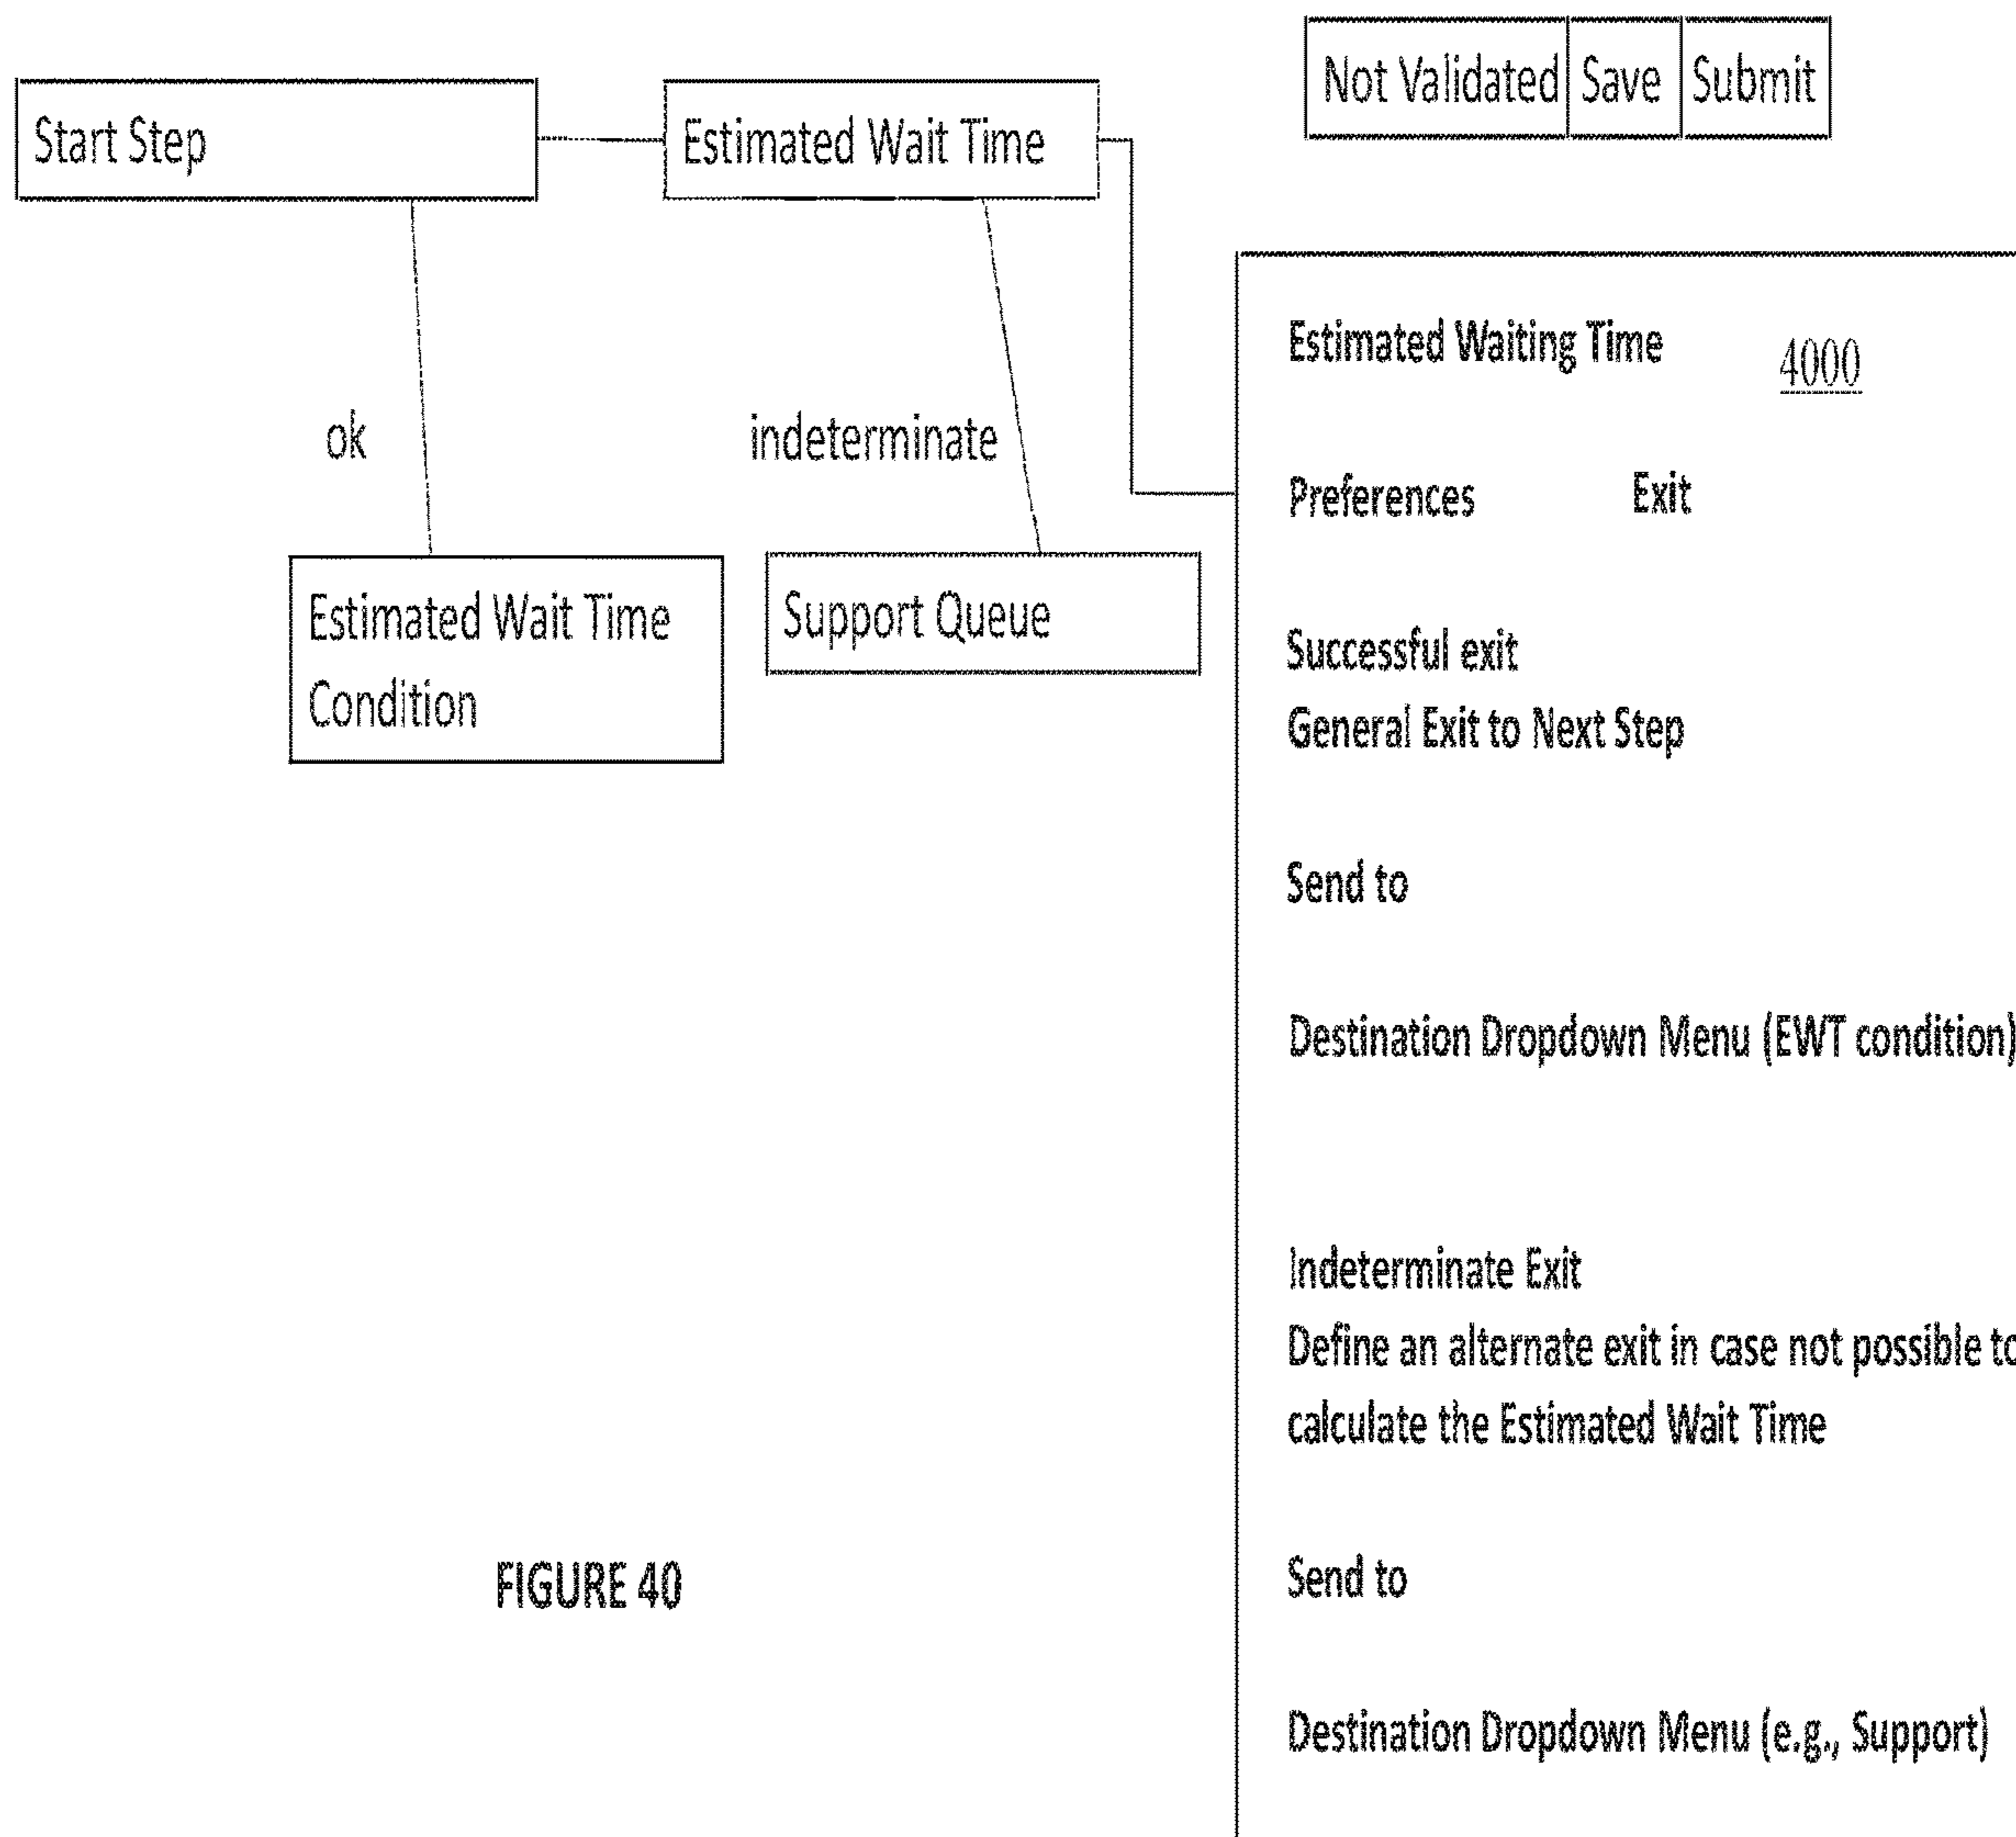 Not Validated Save Submit
Start Step
Estimated Wait Time
ok
indeterminate
Estimated Wait Time
Condition
Support Queue
Estimated Waiting Time
4000
Preferences Exit
Successful exit
General Exit to Next Step
Send to
Destination Dropdown Menu (EWT condition)
Indeterminate Exit
Define an alternate exit in case not possible to
calculate the Estimated Wait Time
Send to
Destination Dropdown Menu (e.g., Support)
FIGURE 40